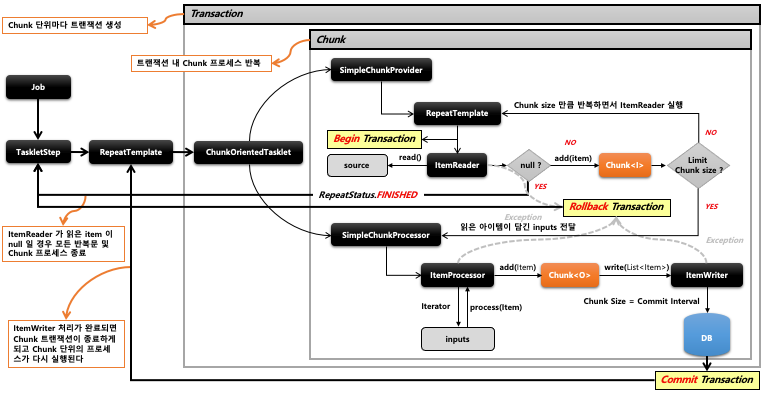 Transaction
Chunk 단위마다 트랜잭션 생성
Chunk
트랜잭션 내 Chunk 프로세스 반복
SimpleChunkProvider
Job
RepeatTemplate
Chunk size 만큼 반복하면서 ItemReader 실행
Begin Transaction
NO
NO
TaskletStep
RepeatTemplate
ChunkOrientedTasklet
source
read()
ItemReader
null ?
add(item)
Chunk<I>
Limit
Chunk size ?
YES
RepeatStatus.FINISHED
Rollback Transaction
YES
Exception
ItemReader 가 읽은 item 이
null 일 경우 모든 반복문 및
Chunk 프로세스 종료
SimpleChunkProcessor
읽은 아이템이 담긴 inputs 전달
Exception
ItemProcessor
add(Item)
Chunk<O>
write(List<Item>)
ItemWriter
Iterator
process(Item)
Chunk Size = Commit Interval
ItemWriter 처리가 완료되면
Chunk 트랜잭션이 종료하게
되고 Chunk 단위의 프로세
스가 다시 실행된다
inputs
DB
Commit Transaction